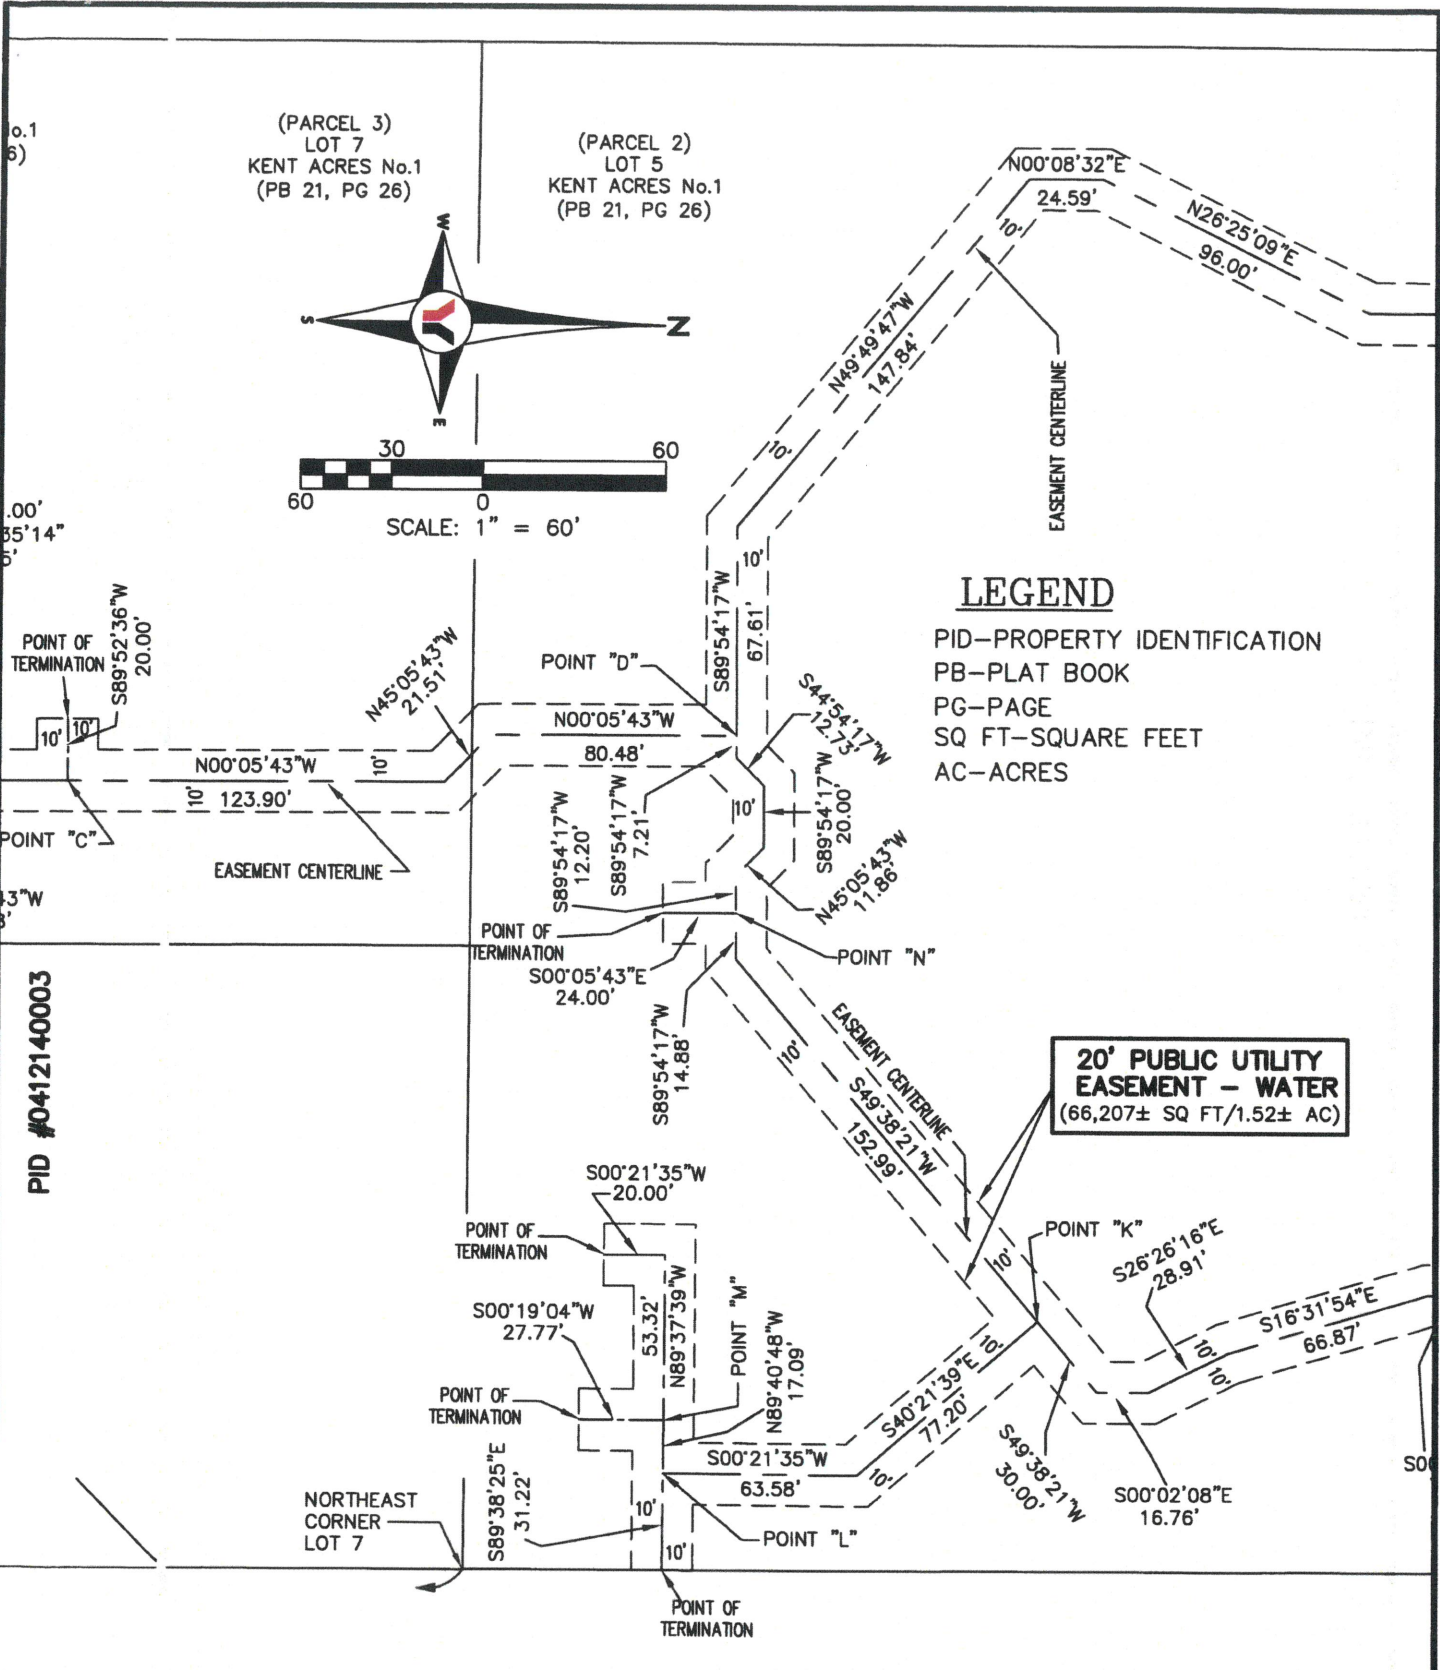 (PARCEL 3)
LOT 7
KENT ACRES No.1
(PB 21, PG 26)
(PARCEL 2)
LOT 5
KENT ACRES No.1
(PB 21, PG 26)
W
S
N
E
30
60
60
0
SCALE: 1" = 60'
N00°08'32"E
24.59'
N26°25'09"E
96.00'
10'
N49°49'47"W
147.84'
10'
EASEMENT CENTERLINE
.00'
35'14"
LEGEND
PID-PROPERTY IDENTIFICATION
PB-PLAT BOOK
PG-PAGE
SQ FT-SQUARE FEET
AC-ACRES
POINT OF
TERMINATION
S89°52'36"W
20.00'
10'
10'
N45°05'43"W
21.51'
POINT "D"
S89°54'17"W
67.61'
10'
N00°05'43"W
80.48'
S44°54'17"W
12.73'
N00°05'43"W
123.90'
10'
10'
POINT "C"
EASEMENT CENTERLINE
S89°54'17"W
12.20'
S89°54'17"W
7.21'
10'
S89°54'17"W
20.00'
N45°05'43"W
11.86'
POINT OF
TERMINATION
S00°05'43"E
24.00'
POINT "N"
43"W
S89°54'17"W
14.88'
PID #0412140003
10'
EASEMENT CENTERLINE
S49°38'21"W
152.99'
20' PUBLIC UTILITY
EASEMENT - WATER
(66,207± SQ FT/1.52± AC)
S00°21'35"W
20.00'
POINT OF
TERMINATION
POINT "K"
10'
S26°26'16"E
28.91'
S16°31'54"E
66.87'
10'
10'
S00°19'04"W
27.77'
53.32'
N89°37'39"W
POINT "M"
N89°40'48"W
17.09'
POINT OF
TERMINATION
10'
S40°21'39"E
77.20'
10'
S00°21'35"W
63.58'
S49°38'21"W
30.00'
S00°02'08"E
16.76'
S00
NORTHEAST
CORNER
LOT 7
S89°38'25"E
31.22'
10'
10'
POINT "L"
POINT OF
TERMINATION